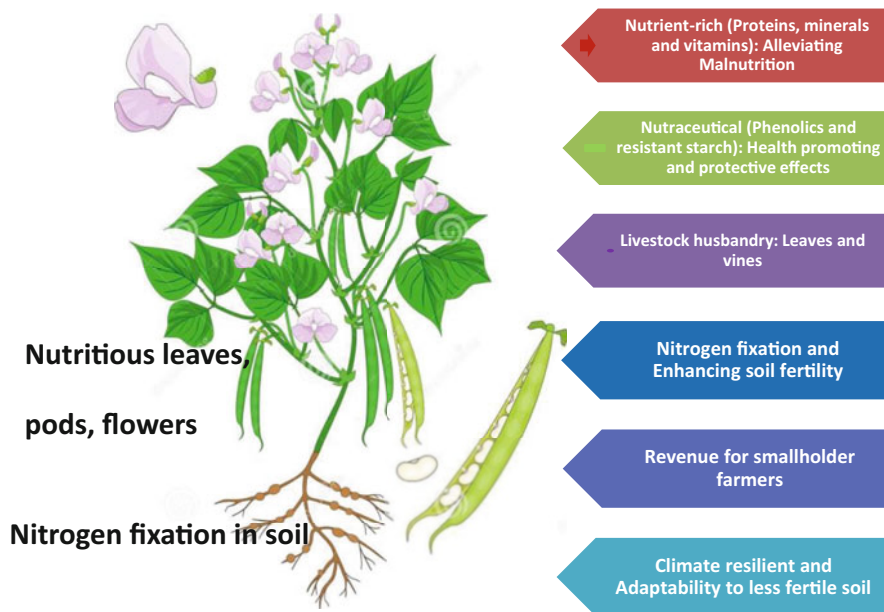 Nutrient-rich (Proteins, minerals
and vitamins): Alleviating
Malnutrition
Nutraceutical (Phenolics and
resistant starch): Health promoting
and protective effects
Livestock husbandry: Leaves and
vines
Nitrogen fixation and
Enhancing soil fertility
Revenue for smallholder
farmers
Climate resilient and
Adaptability to less fertile soil
Nutritious leaves,
pods, flowers
Nitrogen fixation in soil